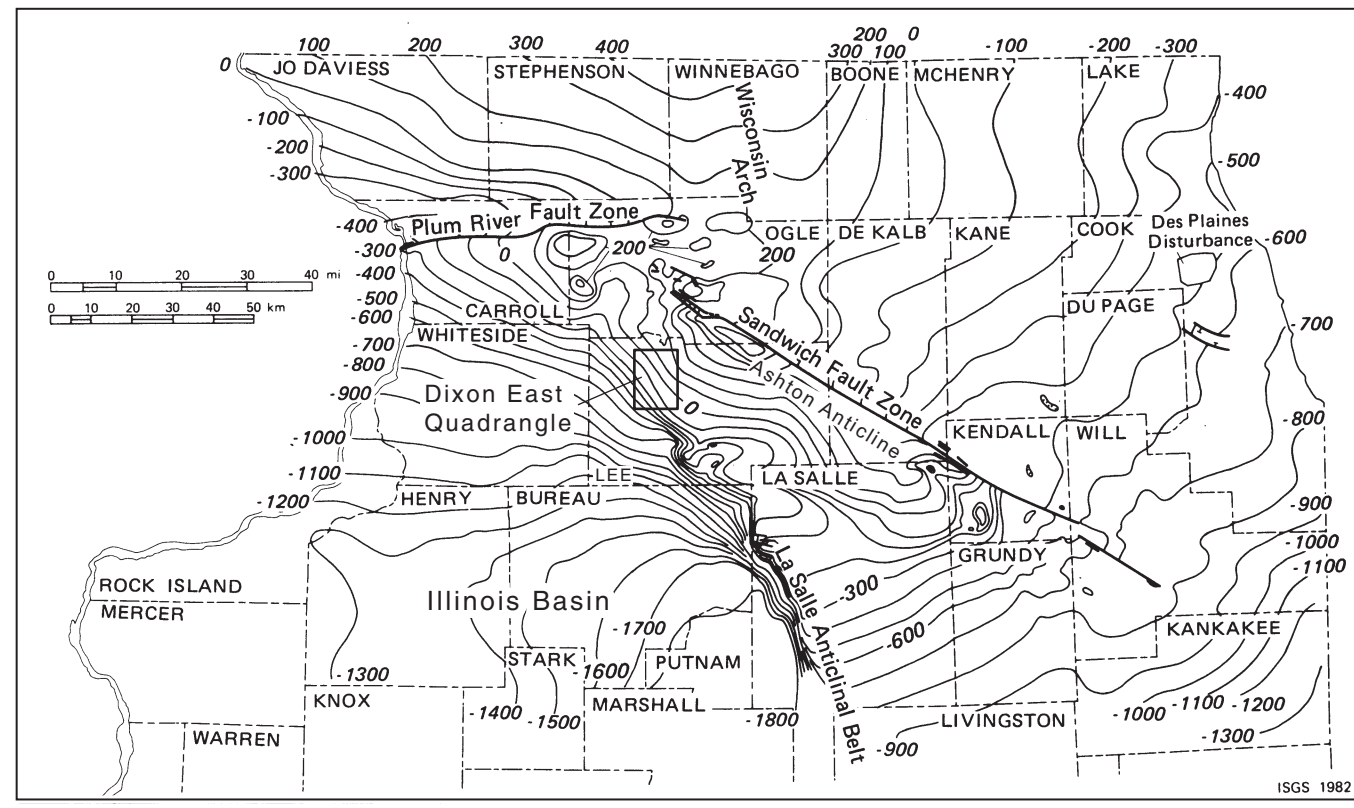 0
100
200
300
400
200
300 100
0
-100
-200
-300
JO DAVIESS
STEPHENSON
WINNEBAGO
BOONE
MCHENRY
LAKE
-400
-100
-200
-300
Wisconsin
Arch
-500
-400
Plum River Fault Zone
-300
0
200
OGLE
200
DE KALB
KANE
COOK
Des Plaines
Disturbance
-600
0 10 20 30 40 mi
0 10 20 30 40 50 km
-400
-500
-600
CARROLL
WHITESIDE
DU PAGE
-700
-700
-800
-900
Dixon East
Quadrangle
0
Sandwich Fault Zone
Ashton Anticline
KENDALL
WILL
-800
-1000
-1100
-1200
LEE
LA SALLE
HENRY
BUREAU
-900
-1000
-1100
GRUNDY
ROCK ISLAND
MERCER
Illinois Basin
La Salle Anticlinal Belt
-300
-600
KANKAKEE
-1700
STARK
-1600
PUTNAM
-1300
KNOX
-1400
-1500
MARSHALL
-1800
LIVINGSTON
-900
-1000
-1100
-1200
-1300
WARREN
ISGS 1982